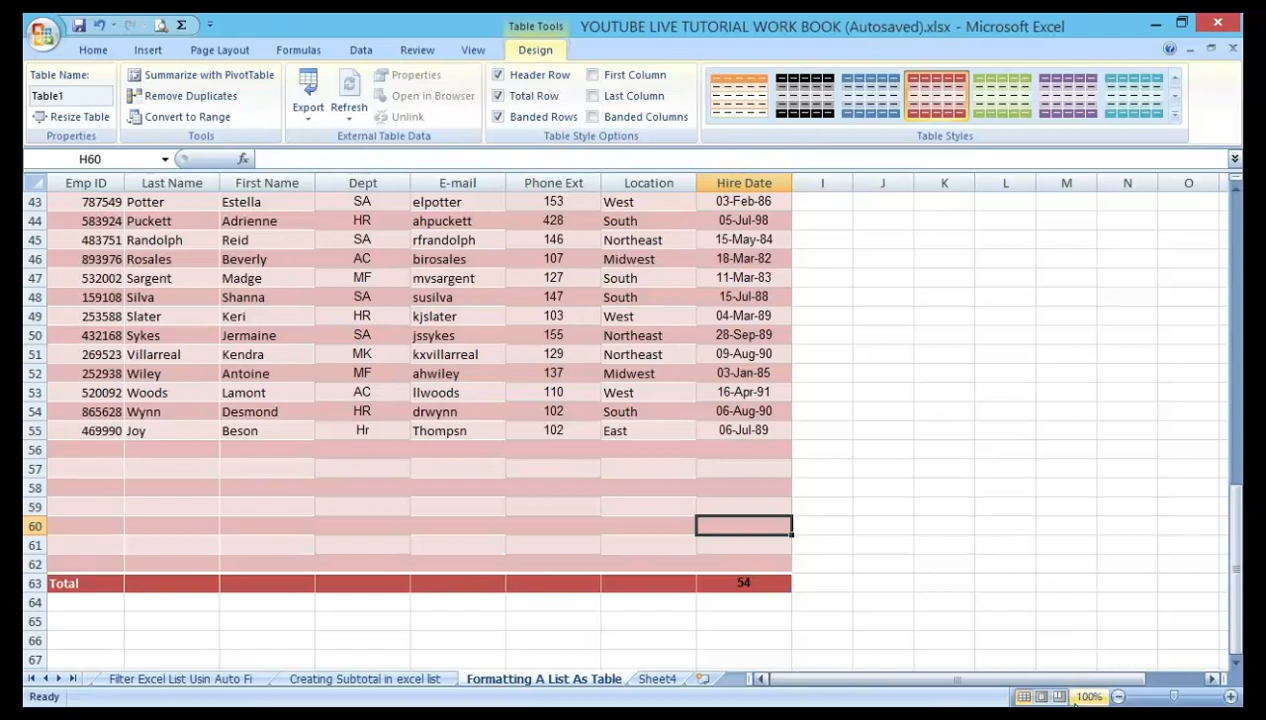 Table Tools
YOUTUBE LIVE TUTORIAL WORK BOOK (Autosaved).xlsx - Microsoft Excel
Home Insert Page Layout Formulas Data Review View Design
Table Name: Summarize with PivotTable Properties Header Row First Column
Table1 Remove Duplicates Export Refresh Open in Browser Total Row Last Column
Resize Table Convert to Range Unlink Banded Rows Banded Columns
Properties Tools External Table Data Table Style Options Table Styles
H60 fx
Emp ID Last Name First Name Dept E-mail Phone Ext Location Hire Date I J K L M N O
43 787549 Potter Estella SA elpotter 153 West 03-Feb-86
44 583924 Puckett Adrienne HR ahpuckett 428 South 05-Jul-98
45 483751 Randolph Reid SA rfrandolph 146 Northeast 15-May-84
46 893976 Rosales Beverly AC birosales 107 Midwest 18-Mar-82
47 532002 Sargent Madge MF mvsargent 127 South 11-Mar-83
48 159108 Silva Shanna SA susilva 147 South 15-Jul-88
49 253588 Slater Keri HR kjslater 103 West 04-Mar-89
50 432168 Sykes Jermaine SA jssykes 155 Northeast 28-Sep-89
51 269523 Villarreal Kendra MK kxvillarreal 129 Northeast 09-Aug-90
52 252938 Wiley Antoine MF ahwiley 137 Midwest 03-Jan-85
53 520092 Woods Lamont AC llwoods 110 West 16-Apr-91
54 865628 Wynn Desmond HR drwynn 102 South 06-Aug-90
55 469990 Joy Beson Hr Thompsn 102 East 06-Jul-89
56
57
58
59
60
61
62
63 Total 54
64
65
66
67
Filter Excel List Usin Auto Fi Creating Subtotal in excel list Formatting A List As Table Sheet4
Ready 100%